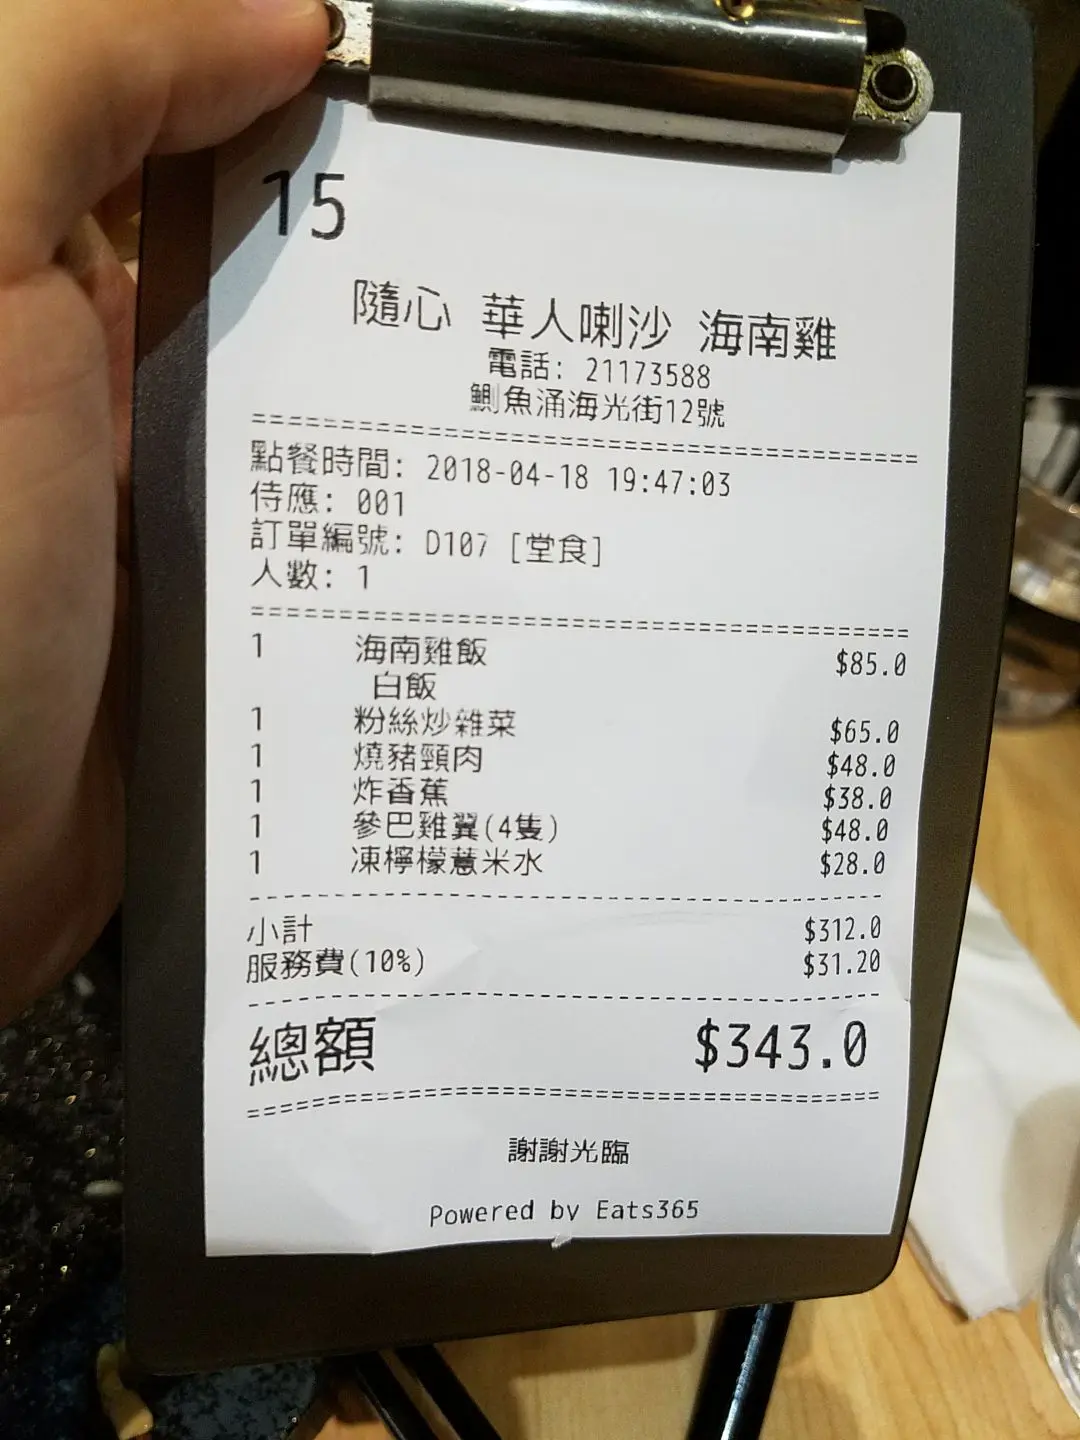 15
隨心 華人喇沙 海南雞
電話: 21173588
鰂魚涌海光街12號
點餐時間: 2018-04-18 19:47:03
侍應: 001
訂單編號: D107 [堂食]
人數: 1
1 海南雞飯 $85.0
白飯
1 粉絲炒雜菜 $65.0
1 燒豬頸肉 $48.0
1 炸香蕉 $38.0
1 參巴雞翼(4隻) $48.0
1 凍檸檬薏米水 $28.0
小計 $312.0
服務費(10%) $31.20
總額 $343.0
謝謝光臨
Powered by Eats365